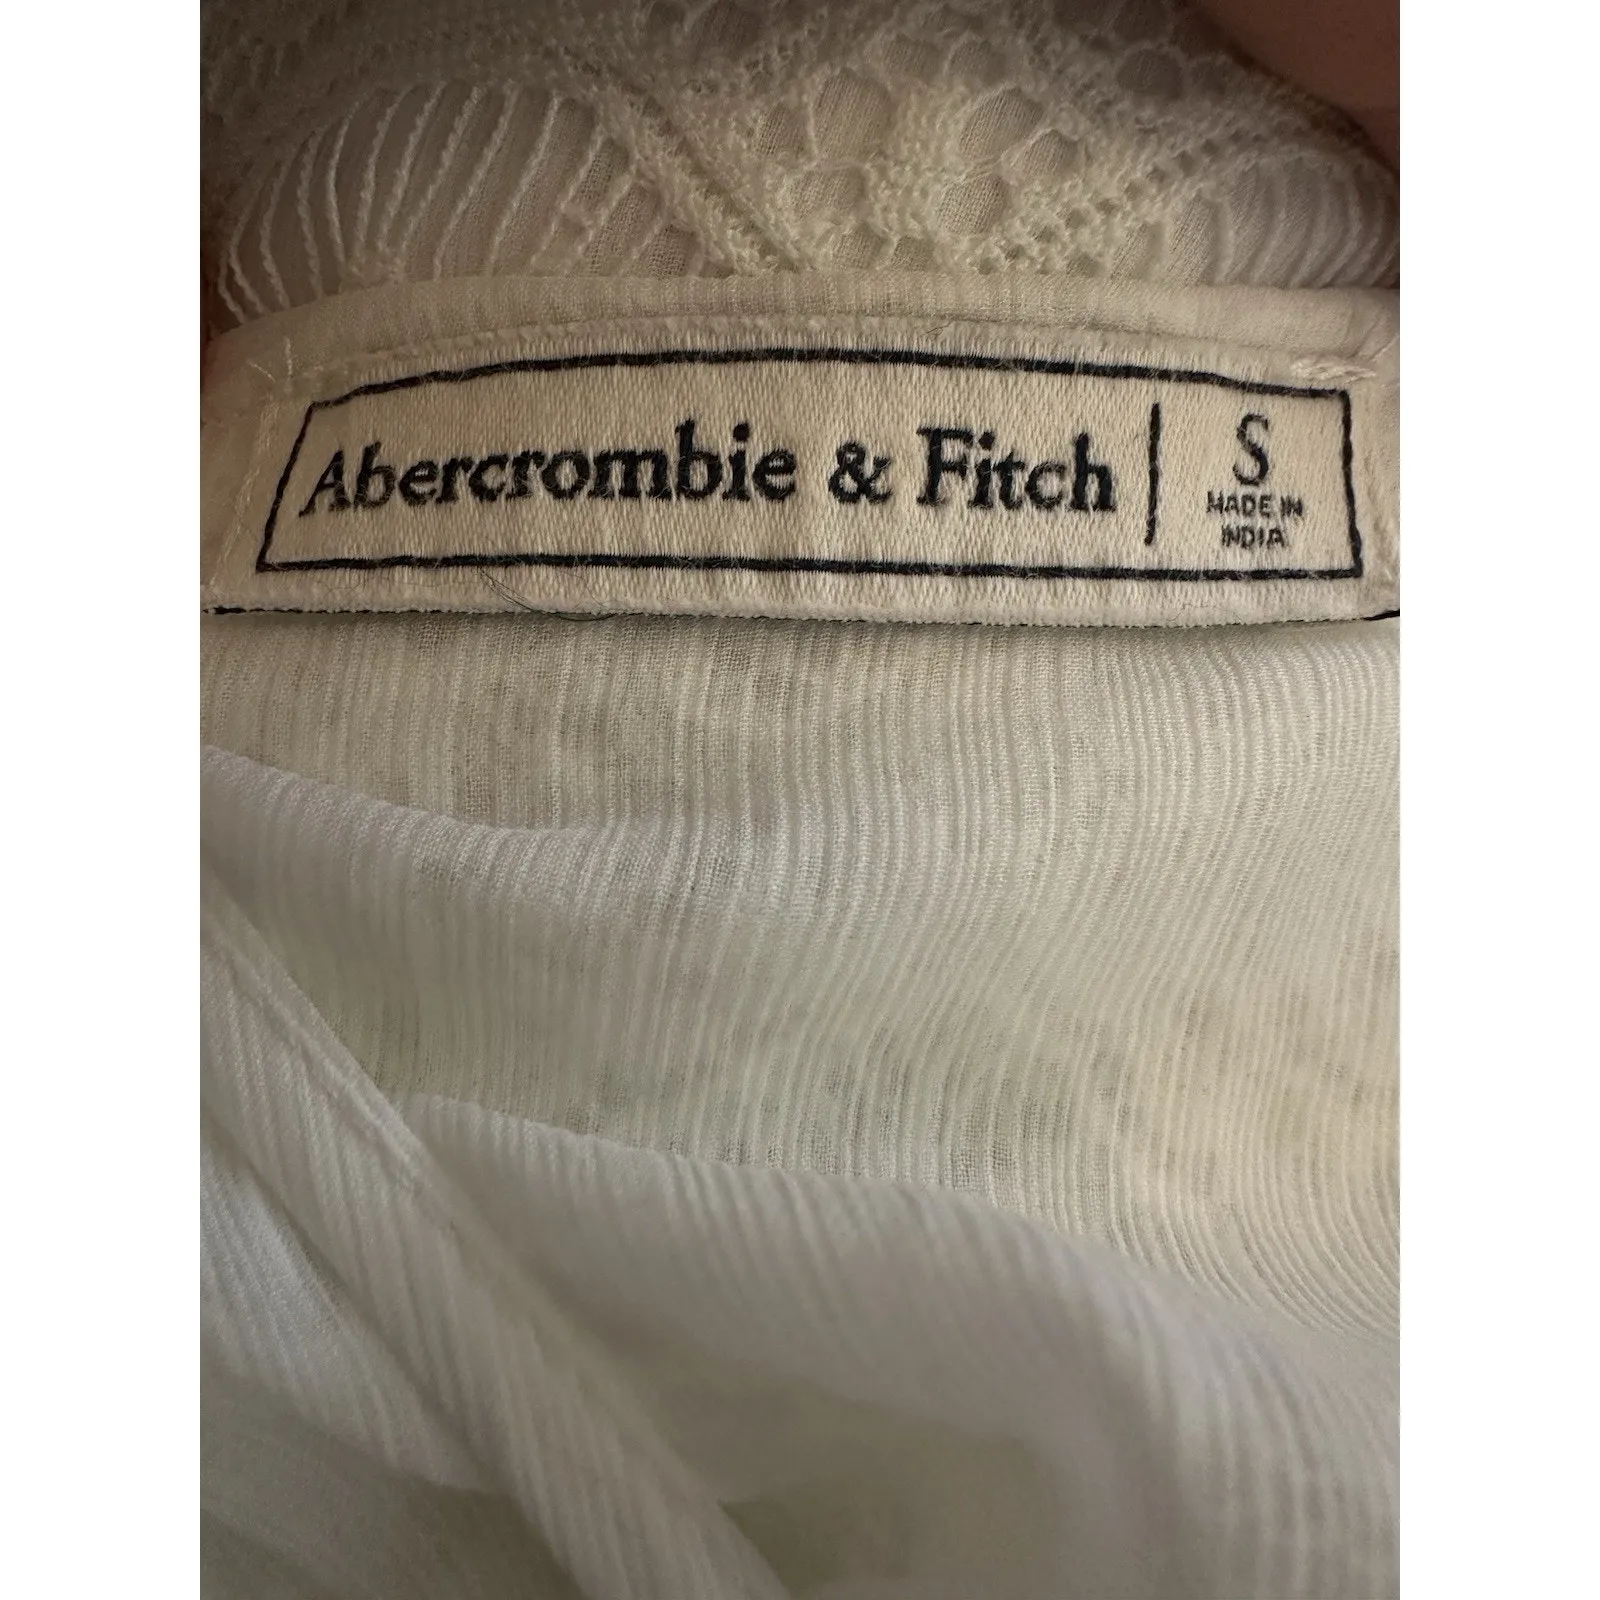 Abercrombie & Fitch
S
MADE IN
INDIA